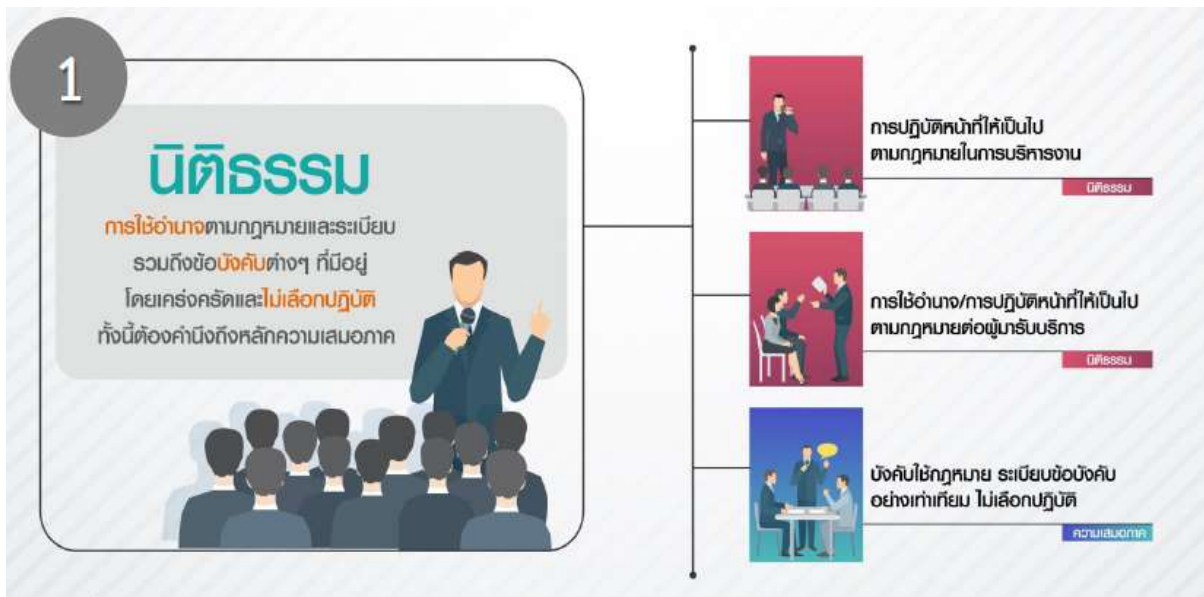 1
นิติธรรม
การใช้อำนาจตามกฎหมายและระเบียบ
รวมถึงข้อบังคับต่างๆ ที่มีอยู่
โดยเคร่งครัดและไม่เลือกปฏิบัติ
ทั้งนี้ต้องคำนึงถึงหลักความเสมอภาค
การปฏิบัติหน้าที่ให้เป็นไป
ตามกฎหมายในการบริหารงาน
นิติธรรม
การใช้อำนาจ/การปฏิบัติหน้าที่ให้เป็นไป
ตามกฎหมายต่อผู้มารับบริการ
นิติธรรม
บังคับใช้กฎหมาย ระเบียบข้อบังคับ
อย่างเท่าเทียม ไม่เลือกปฏิบัติ
ความเสมอภาค